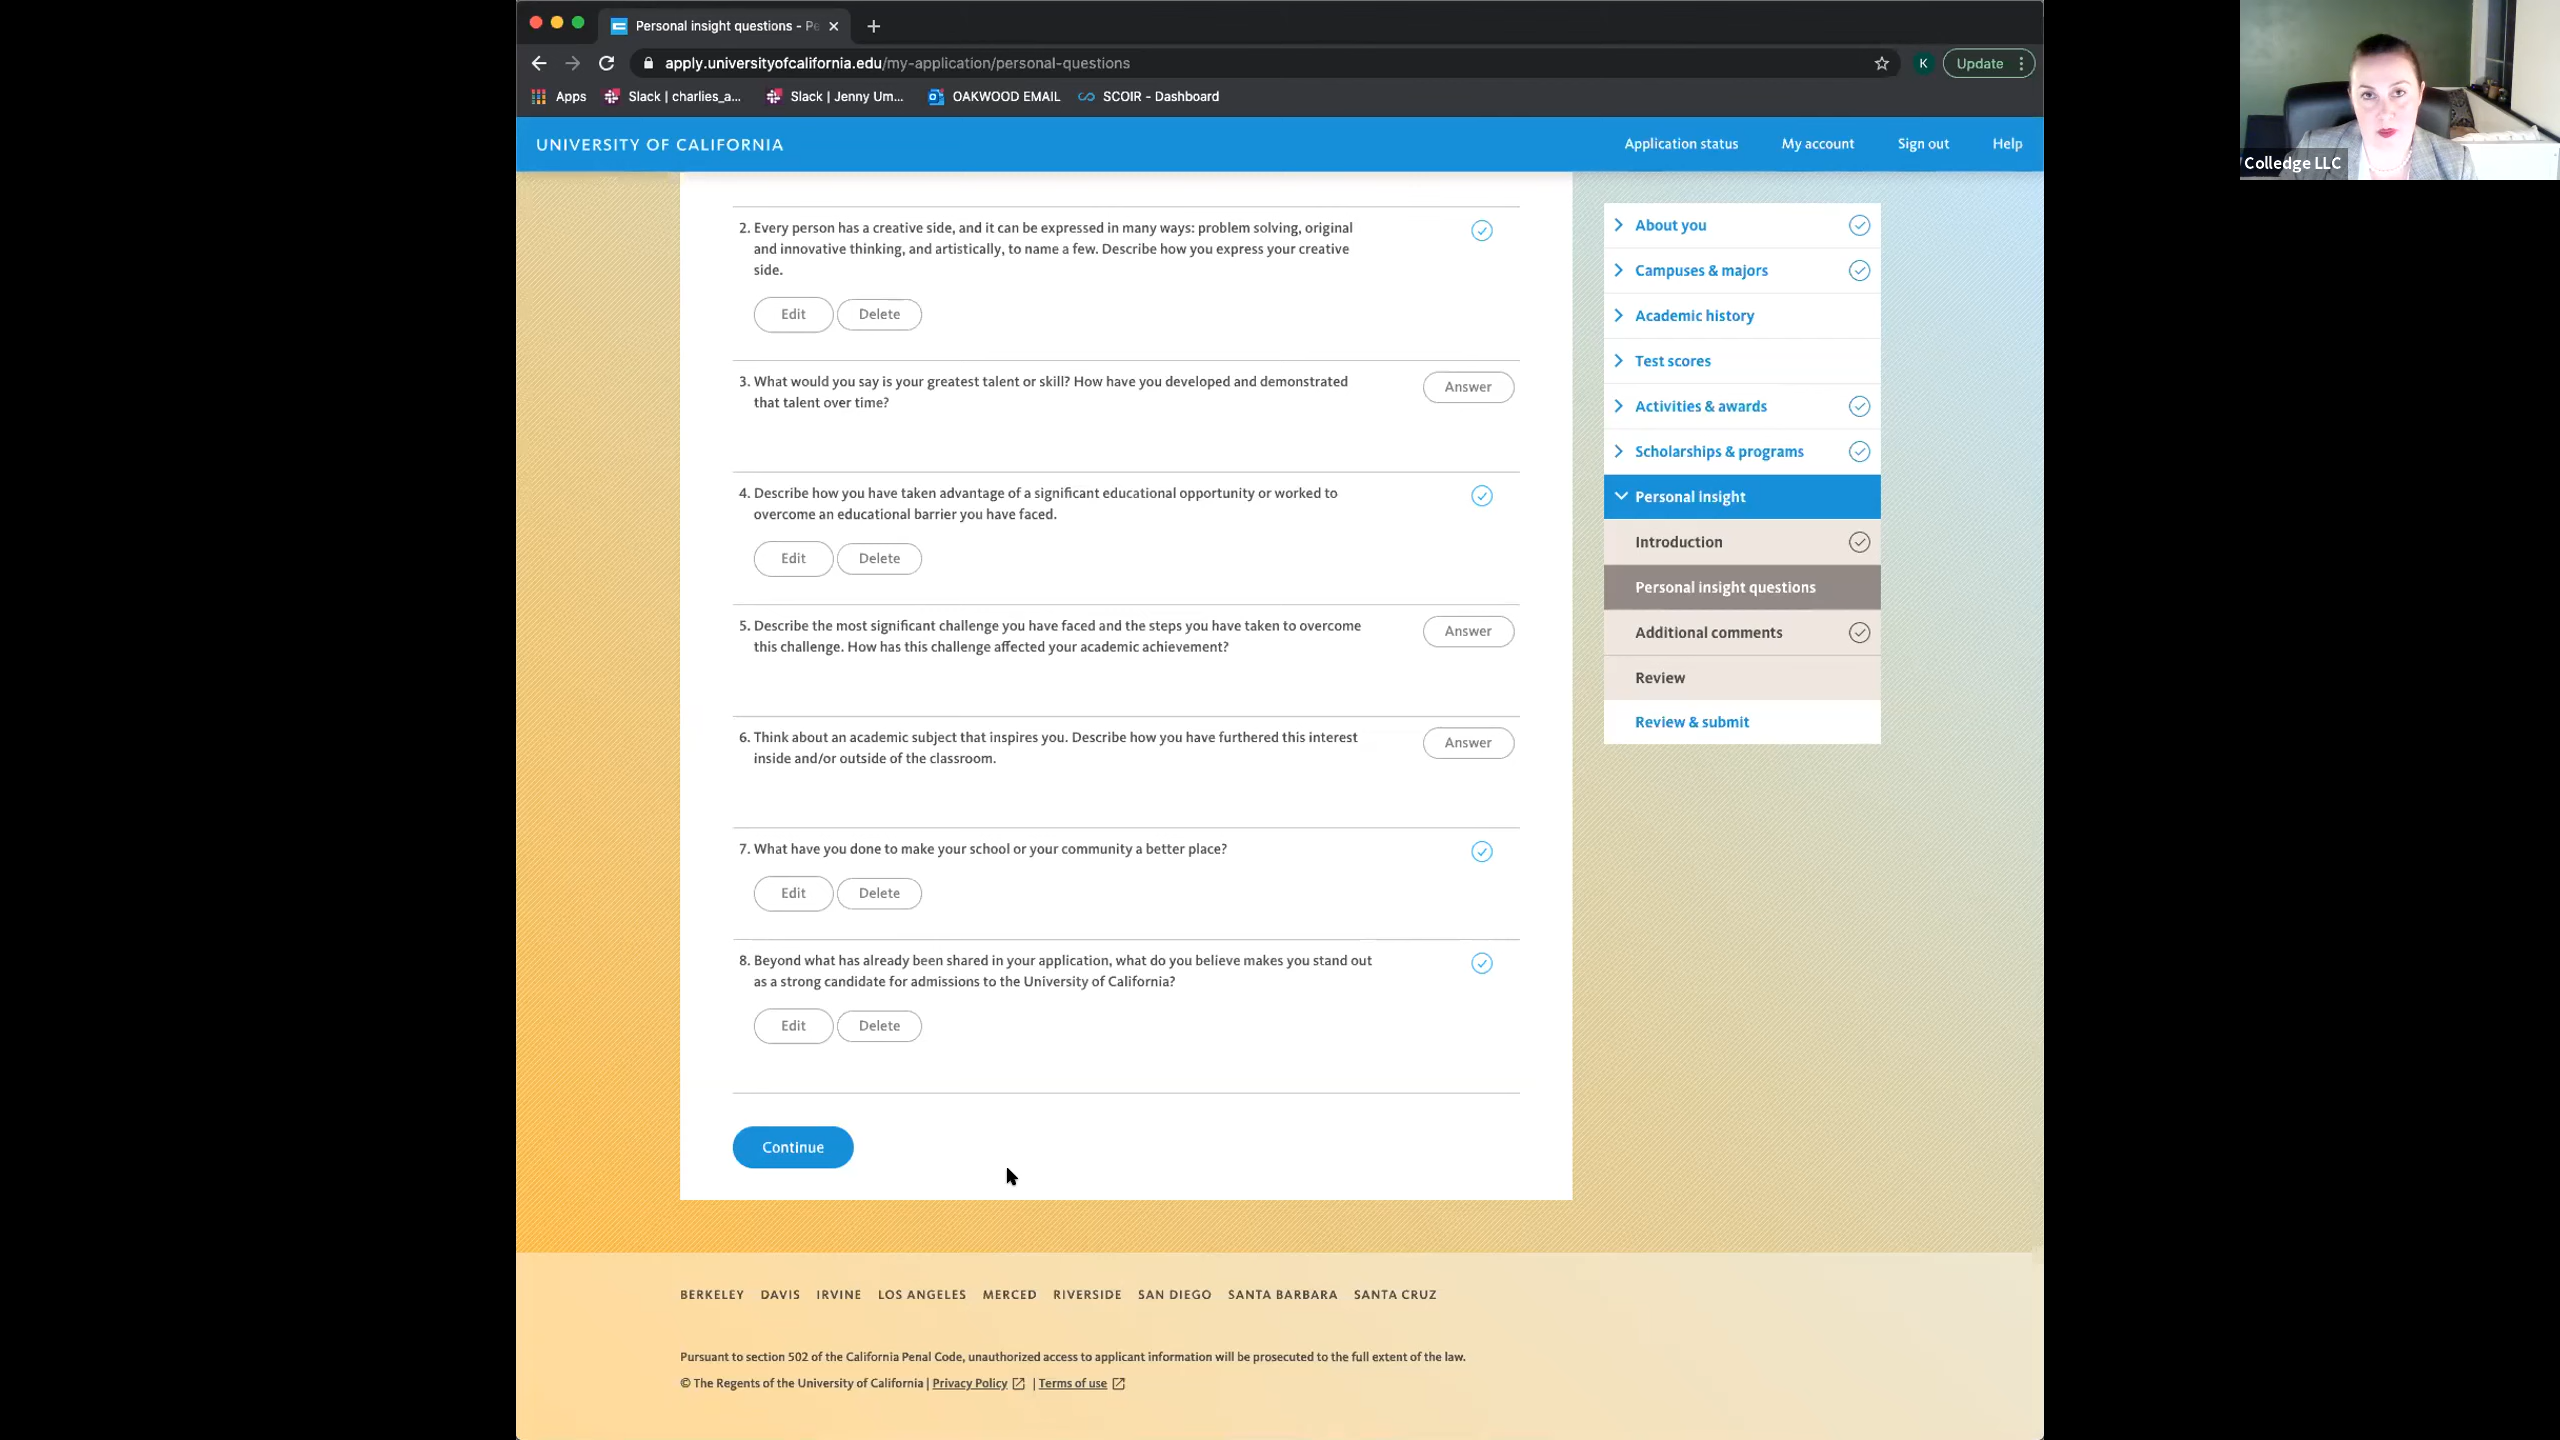 Personal insight questions - Pe
apply.universityofcalifornia.edu/my-application/personal-questions
K
Update
Apps
Slack | charlies_a...
Slack | Jenny Um...
OAKWOOD EMAIL
SCOIR - Dashboard
Colledge LLC
UNIVERSITY OF CALIFORNIA
Application status
My account
Sign out
Help
2. Every person has a creative side, and it can be expressed in many ways: problem solving, original
and innovative thinking, and artistically, to name a few. Describe how you express your creative
side.
Edit
Delete
3. What would you say is your greatest talent or skill? How have you developed and demonstrated
that talent over time?
Answer
4. Describe how you have taken advantage of a significant educational opportunity or worked to
overcome an educational barrier you have faced.
Edit
Delete
5. Describe the most significant challenge you have faced and the steps you have taken to overcome
this challenge. How has this challenge affected your academic achievement?
Answer
6. Think about an academic subject that inspires you. Describe how you have furthered this interest
inside and/or outside of the classroom.
Answer
7. What have you done to make your school or your community a better place?
Edit
Delete
8. Beyond what has already been shared in your application, what do you believe makes you stand out
as a strong candidate for admissions to the University of California?
Edit
Delete
Continue
About you
Campuses & majors
Academic history
Test scores
Activities & awards
Scholarships & programs
Personal insight
Introduction
Personal insight questions
Additional comments
Review
Review & submit
BERKELEY DAVIS IRVINE LOS ANGELES MERCED RIVERSIDE SAN DIEGO SANTA BARBARA SANTA CRUZ
Pursuant to section 502 of the California Penal Code, unauthorized access to applicant information will be prosecuted to the full extent of the law.
© The Regents of the University of California | Privacy Policy | Terms of use